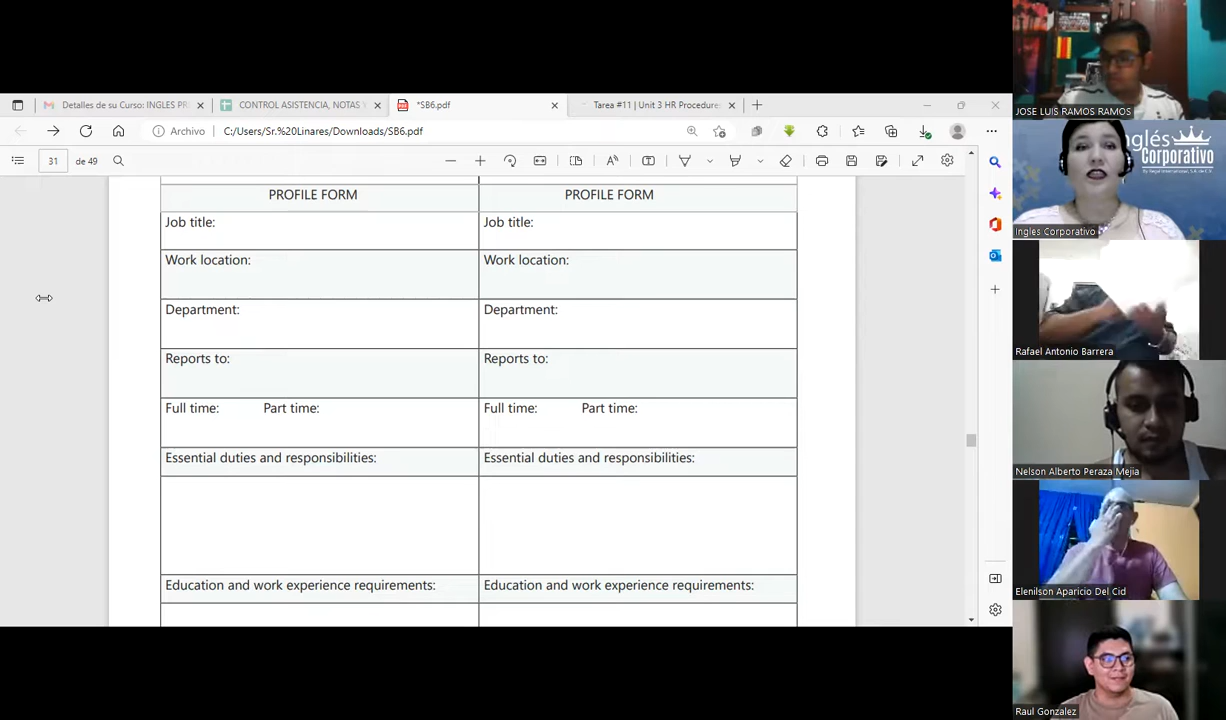 Detalles de su Curso: INGLES PR
CONTROL ASISTENCIA, NOTAS Y
*SB6.pdf
Tarea #11 | Unit 3 HR Procedure
Archivo
C:/Users/Sr.%20Linares/Downloads/SB6.pdf
31
de 49
PROFILE FORM
PROFILE FORM
Job title:
Job title:
Work location:
Work location:
Department:
Department:
Reports to:
Reports to:
Full time: Part time:
Full time: Part time:
Essential duties and responsibilities:
Essential duties and responsibilities:
Education and work experience requirements:
Education and work experience requirements:
JOSE LUIS RAMOS RAMOS
Inglés
Corporativo
Ingles Corporativo
Rafael Antonio Barrera
Nelson Alberto Peraza Mejia
Elenilson Aparicio Del Cid
Raul Gonzalez